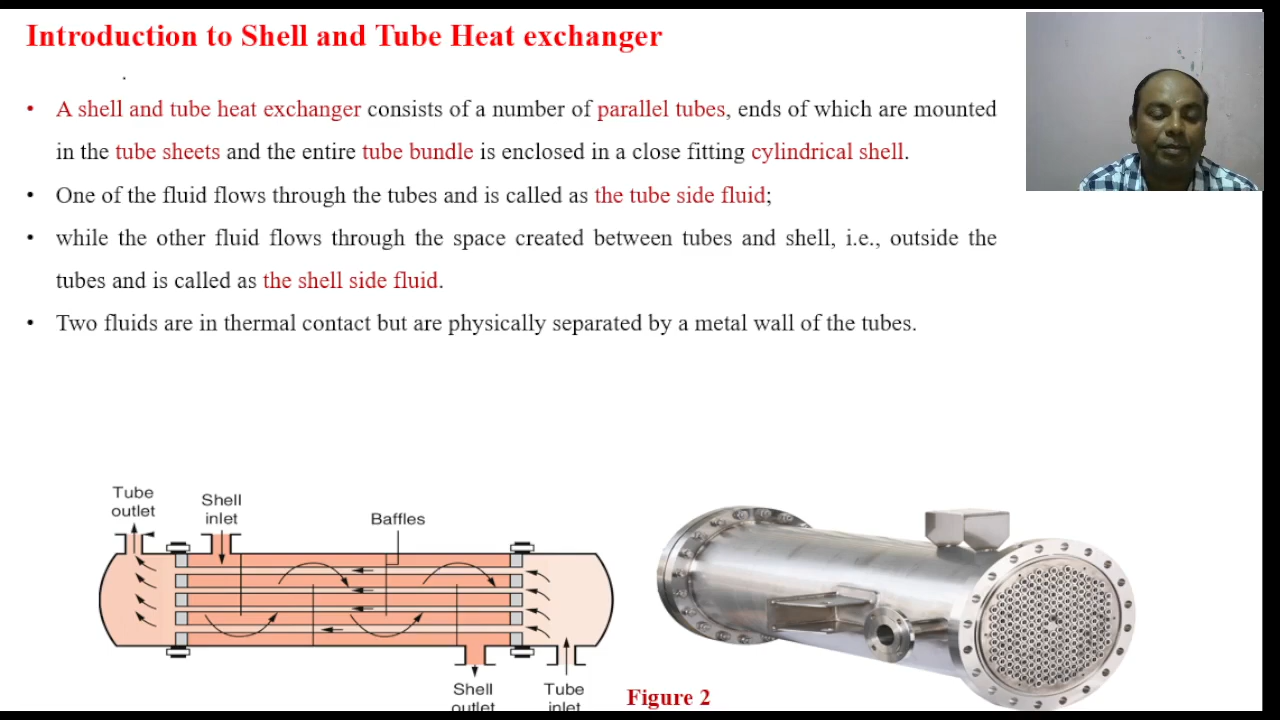 Introduction to Shell and Tube Heat exchanger
• A shell and tube heat exchanger consists of a number of parallel tubes, ends of which are mounted
in the tube sheets and the entire tube bundle is enclosed in a close fitting cylindrical shell.
• One of the fluid flows through the tubes and is called as the tube side fluid;
• while the other fluid flows through the space created between tubes and shell, i.e., outside the
tubes and is called as the shell side fluid.
• Two fluids are in thermal contact but are physically separated by a metal wall of the tubes.
Tube
outlet
Shell
inlet
Baffles
Shell
outlet
Tube
inlet
Figure 2